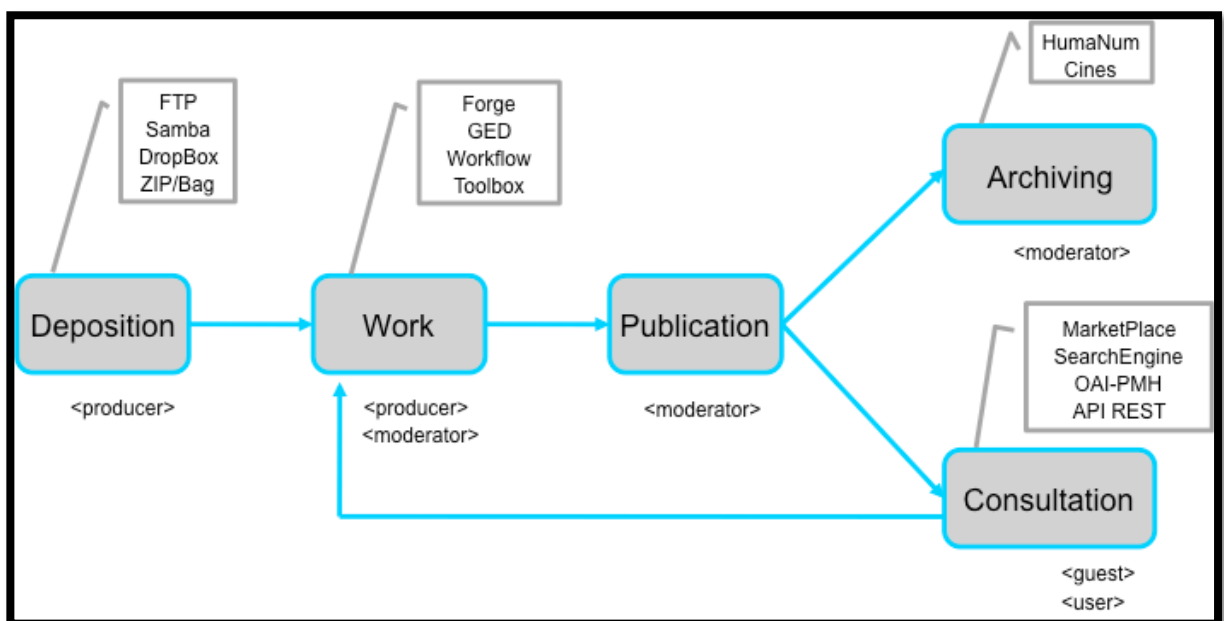 HumaNum
Cines
FTP
Samba
DropBox
ZIP/Bag
Forge
GED
Workflow
Toolbox
Archiving
<moderator>
Deposition
<producer>
Work
<producer>
<moderator>
Publication
<moderator>
MarketPlace
SearchEngine
OAI-PMH
API REST
Consultation
<guest>
<user>